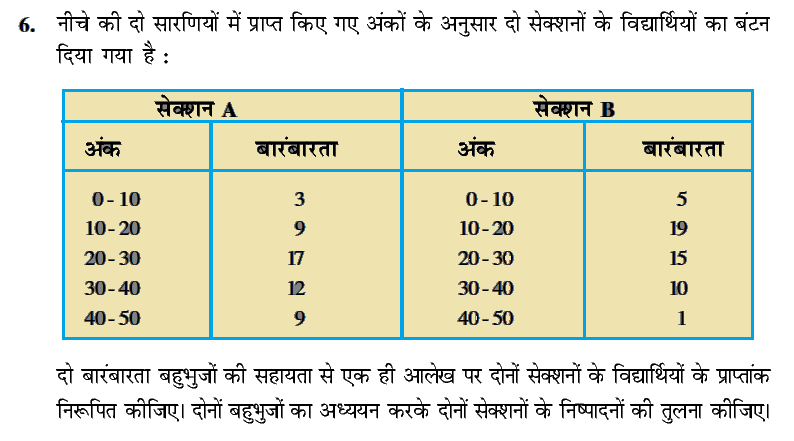 6. नीचे की दो सारणियों में प्राप्त किए गए अंकों के अनुसार दो सेक्शनों के विद्यार्थियों का बंटन
दिया गया है :
सेक्शन A सेक्शन B
अंक बारंबारता अंक बारंबारता
0 - 10 3 0 - 10 5
10 - 20 9 10 - 20 19
20 - 30 17 20 - 30 15
30 - 40 12 30 - 40 10
40 - 50 9 40 - 50 1
दो बारंबारता बहुभुजों की सहायता से एक ही आलेख पर दोनों सेक्शनों के विद्यार्थियों के प्राप्तांक
निरूपित कीजिए। दोनों बहुभुजों का अध्ययन करके दोनों सेक्शनों के निष्पादनों की तुलना कीजिए।